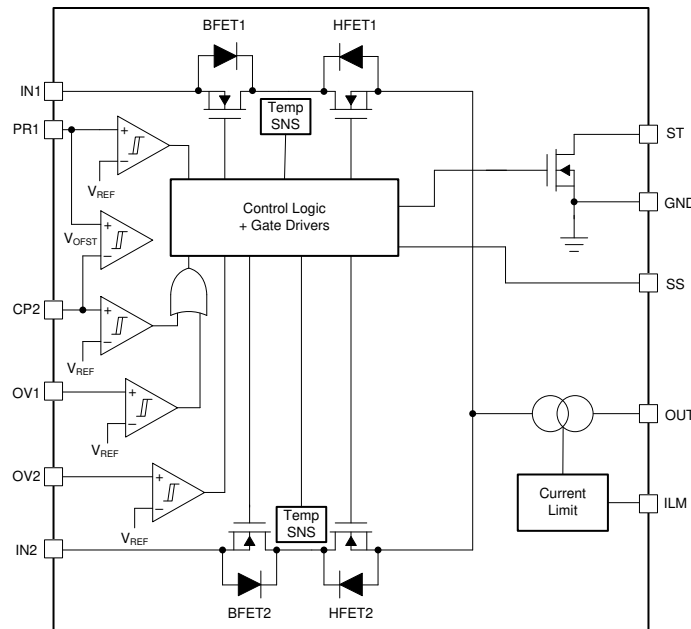 BFET1
HFET1
IN1
Temp
SNS
PR1
+
−
VREF
ST
Control Logic
+ Gate Drivers
GND
+
VOFST
−
SS
CP2
+
−
VREF
OV1
+
−
VREF
OUT
OV2
+
−
VREF
Current
Limit
ILM
Temp
SNS
IN2
BFET2
HFET2